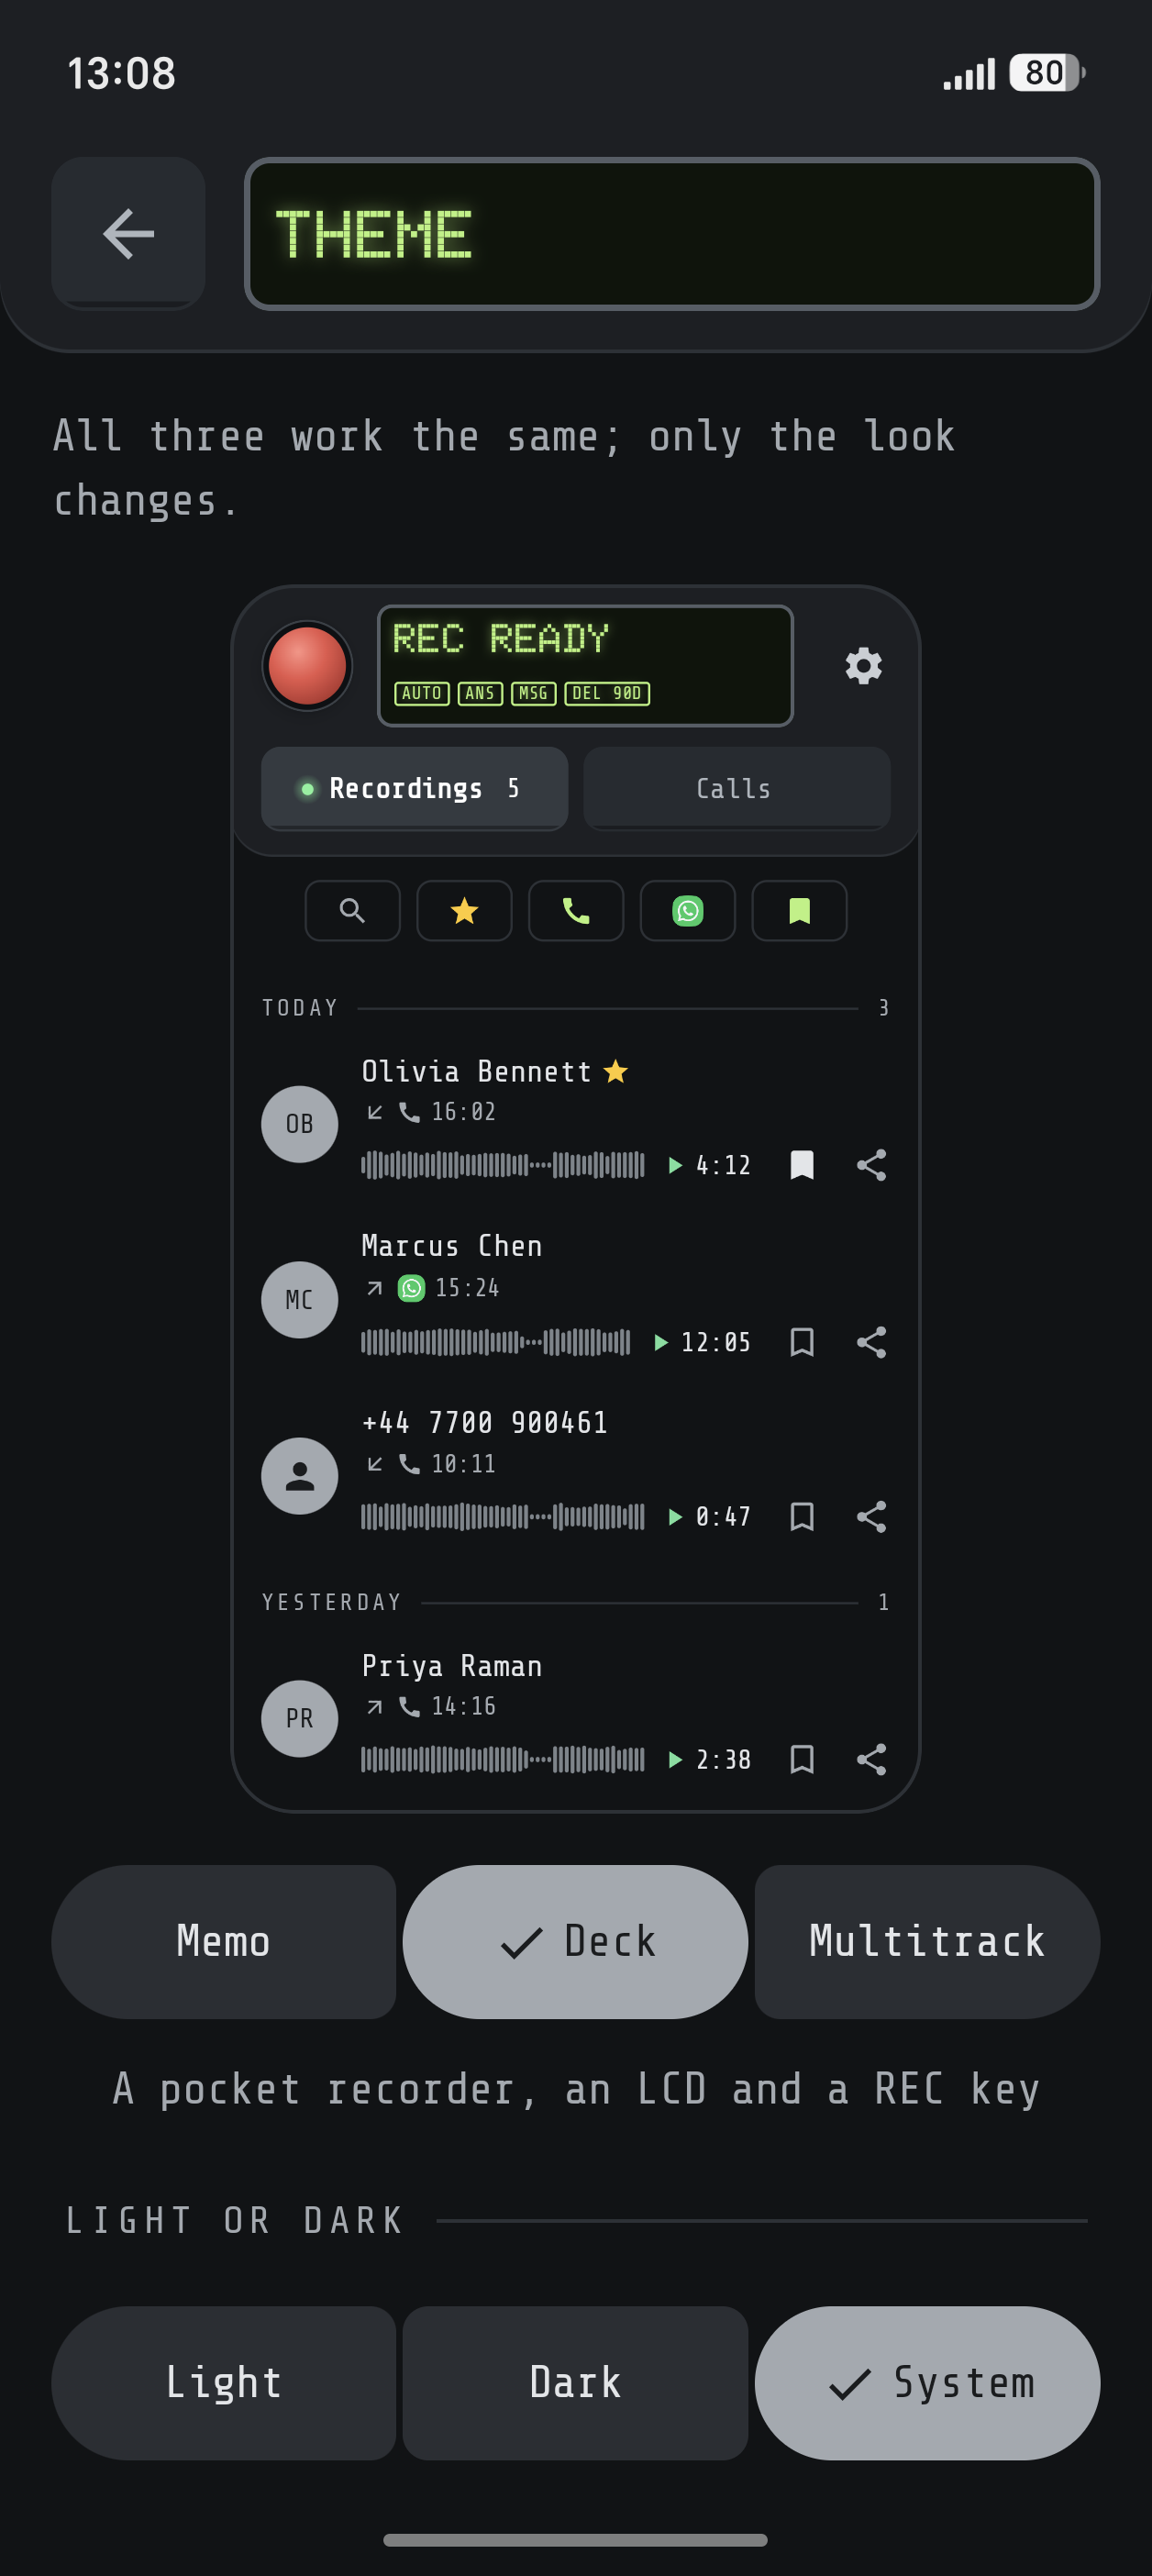 13:08
80
THEME
All three work the same; only the look
changes.
REC READY
AUTO ANS MSG DEL 90D
Recordings 5
Calls
TODAY 3
Olivia Bennett
OB
16:02
4:12
Marcus Chen
MC
15:24
12:05
+44 7700 900461
10:11
0:47
YESTERDAY 1
Priya Raman
PR
14:16
2:38
Memo
Deck
Multitrack
A pocket recorder, an LCD and a REC key
LIGHT OR DARK
Light
Dark
System